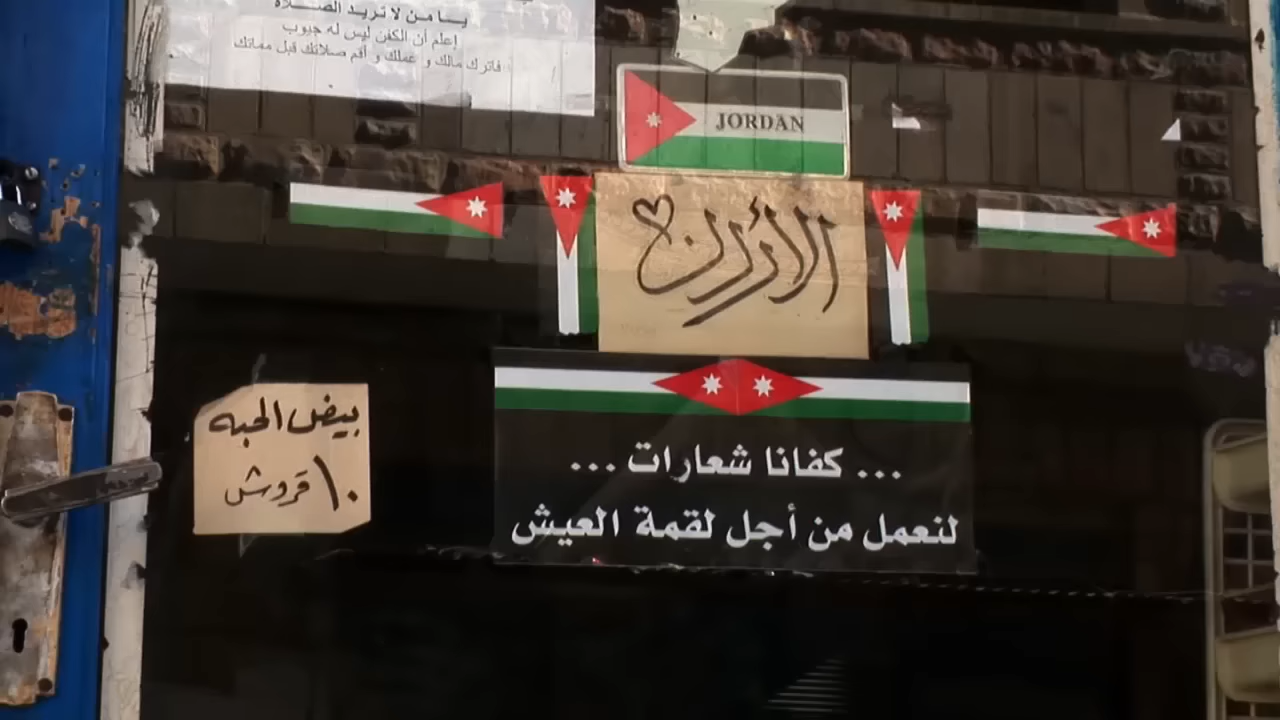 يا من لا تريد الصلاة
إعلم أن الكفن ليس له جيوب
فاترك مالك و عملك و أقم صلاتك قبل مماتك
JORDAN
الأردن
... كفانا شعارات ...
لنعمل من أجل لقمة العيش
بيض الحبه
١٠ قروش